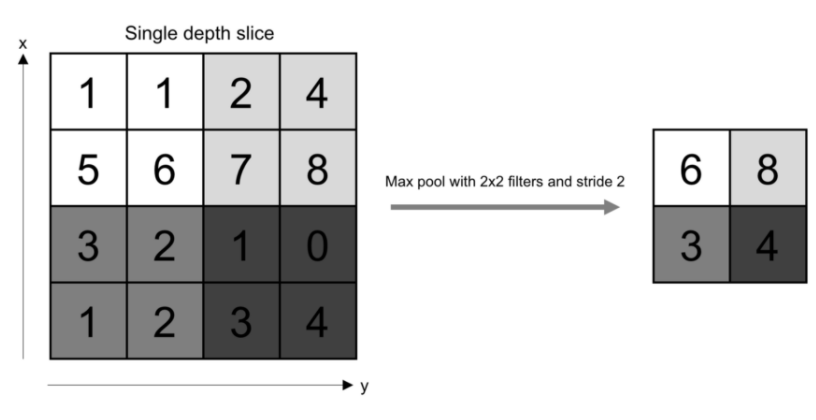 Single depth slice
x
1 1 2 4
5 6 7 8
3 2 1 0
1 2 3 4
y
Max pool with 2x2 filters and stride 2
6 8
3 4